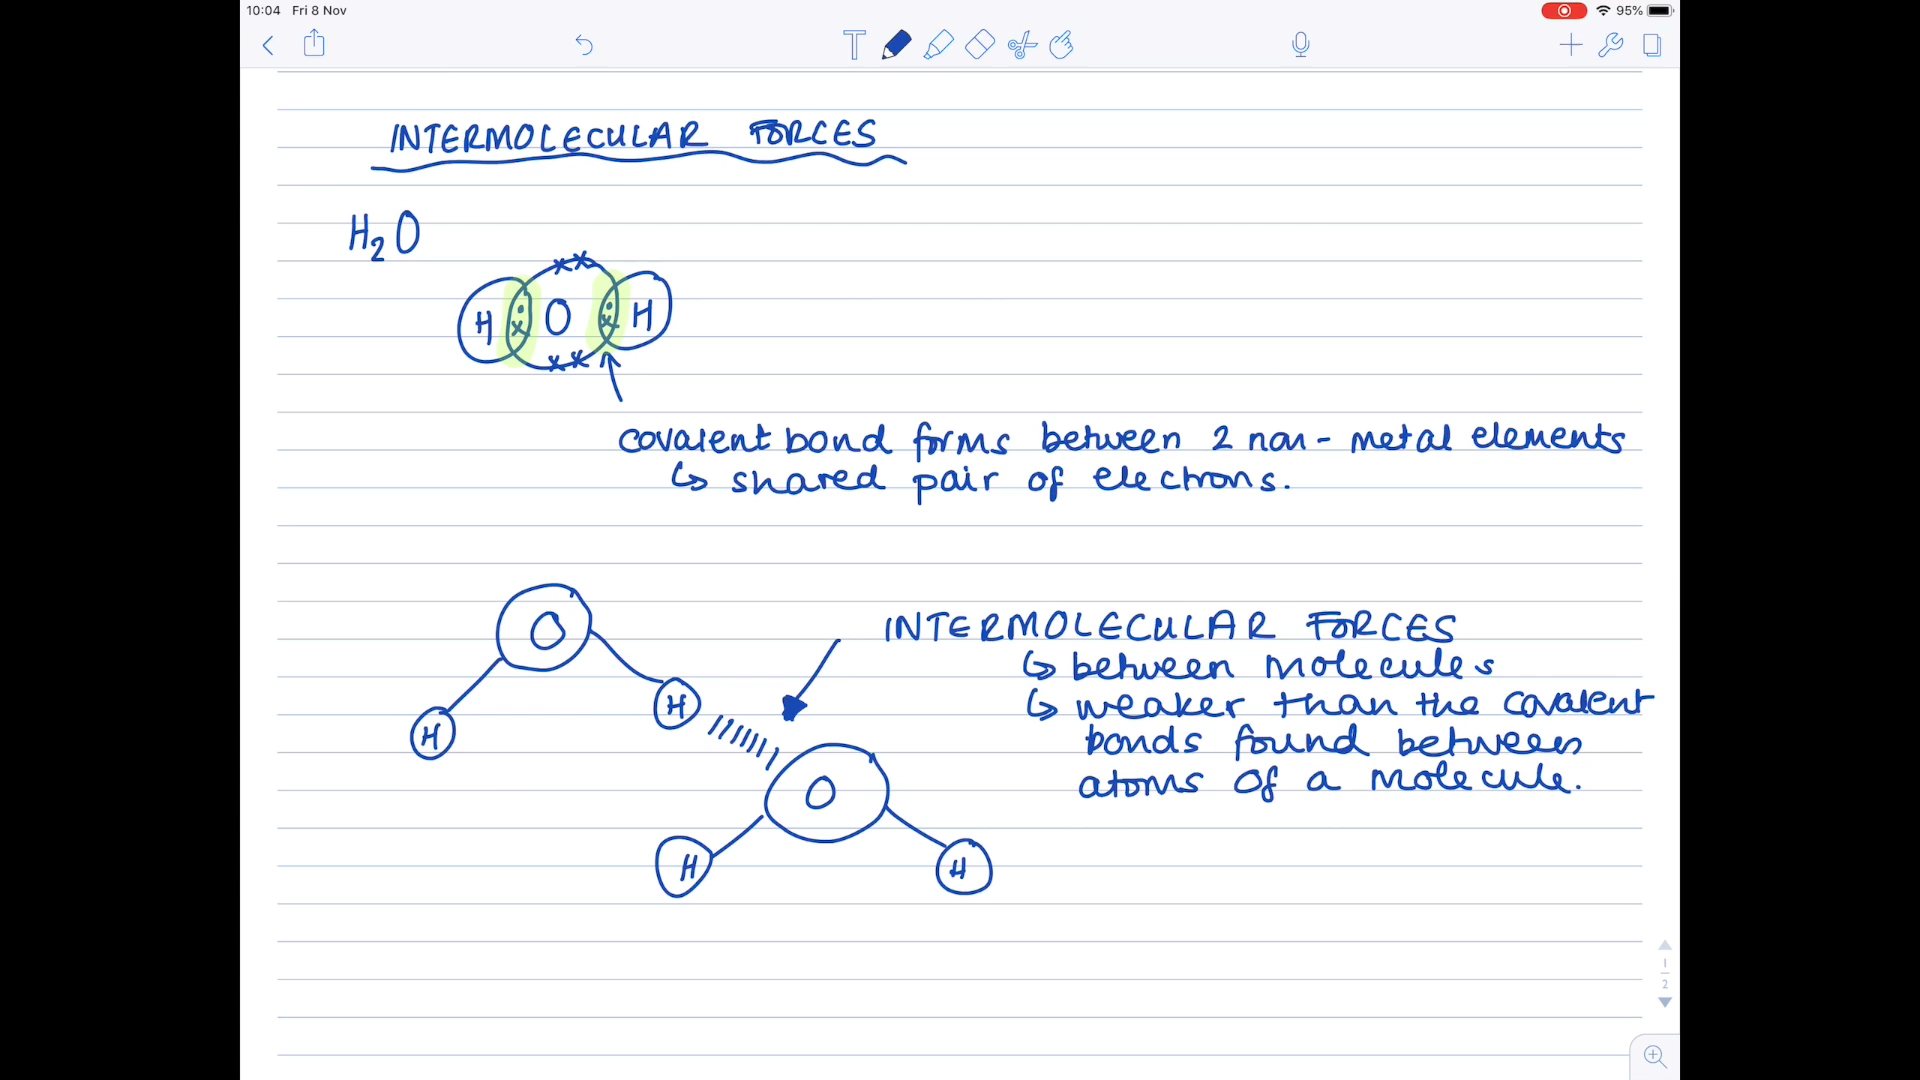 10:04 Fri 8 Nov
95%
T
INTERMOLECULAR FORCES
H₂O
H O H
covalent bond forms between 2 non-metal elements
↳ shared pair of electrons.
O
INTERMOLECULAR FORCES
↳ between molecules
H
↳ weaker than the covalent
H
bonds found between
atoms of a molecule.
O
H
H
1
2